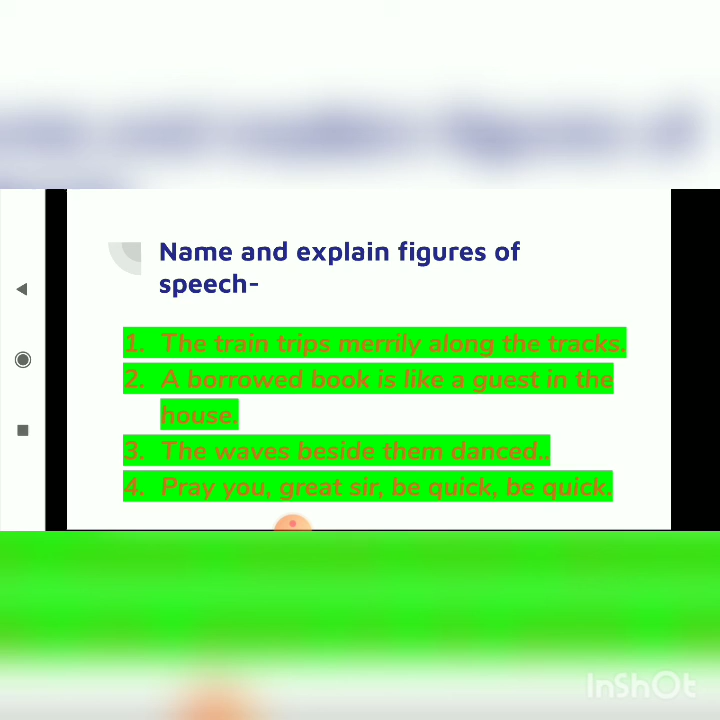 Name and explain figures of
speech-
1. The train trips merrily along the tracks.
2. A borrowed book is like a guest in the
house.
3. The waves beside them danced..
4. Pray you, great sir, be quick, be quick.
InShOt